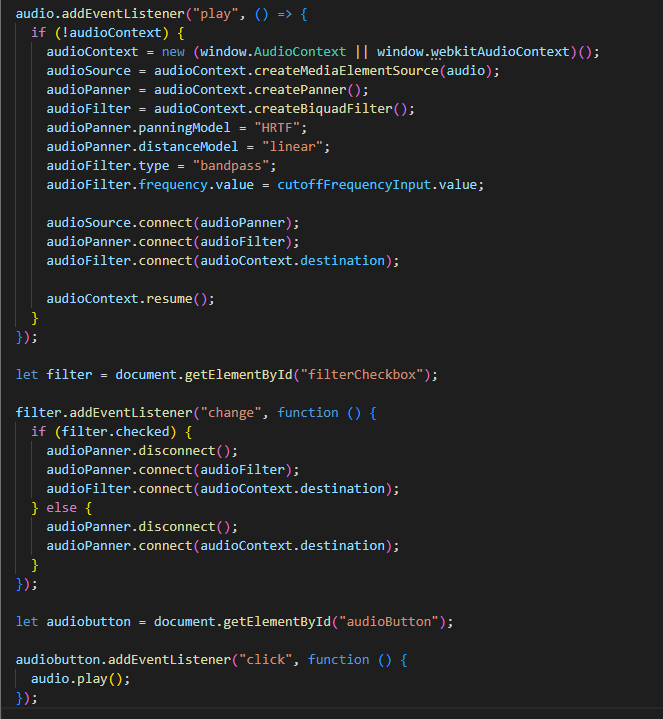 audio.addEventListener("play", () => {
  if (!audioContext) {
    audioContext = new (window.AudioContext || window.webkitAudioContext)();
    audioSource = audioContext.createMediaElementSource(audio);
    audioPanner = audioContext.createPanner();
    audioFilter = audioContext.createBiquadFilter();
    audioPanner.panningModel = "HRTF";
    audioPanner.distanceModel = "linear";
    audioFilter.type = "bandpass";
    audioFilter.frequency.value = cutoffFrequencyInput.value;

    audioSource.connect(audioPanner);
    audioPanner.connect(audioFilter);
    audioFilter.connect(audioContext.destination);

    audioContext.resume();
  }
});

let filter = document.getElementById("filterCheckbox");

filter.addEventListener("change", function () {
  if (filter.checked) {
    audioPanner.disconnect();
    audioPanner.connect(audioFilter);
    audioFilter.connect(audioContext.destination);
  } else {
    audioPanner.disconnect();
    audioPanner.connect(audioContext.destination);
  }
});

let audiobutton = document.getElementById("audioButton");

audiobutton.addEventListener("click", function () {
  audio.play();
});